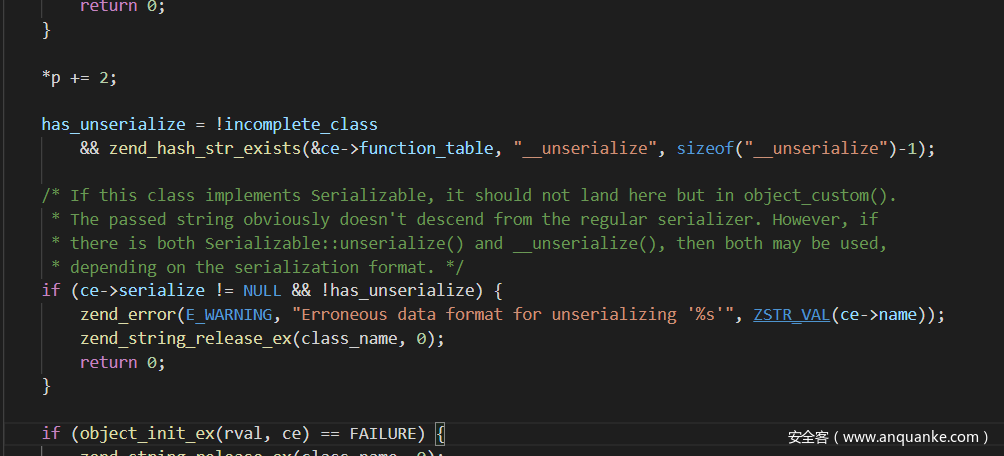 return 0;
}
*p += 2;
has_unserialize = !incomplete_class
&& zend_hash_str_exists(&ce->function_table, "__unserialize", sizeof("__unserialize")-1);
/* If this class implements Serializable, it should not land here but in object_custom().
* The passed string obviously doesn't descend from the regular serializer. However, if
* there is both Serializable::unserialize() and __unserialize(), then both may be used,
* depending on the serialization format. */
if (ce->serialize != NULL && !has_unserialize) {
zend_error(E_WARNING, "Erroneous data format for unserializing '%s'", ZSTR_VAL(ce->name));
zend_string_release_ex(class_name, 0);
return 0;
}
if (object_init_ex(rval, ce) == FAILURE) {
zend_string_release_ex(class_name, 0);
安全客（www.anquanke.com）